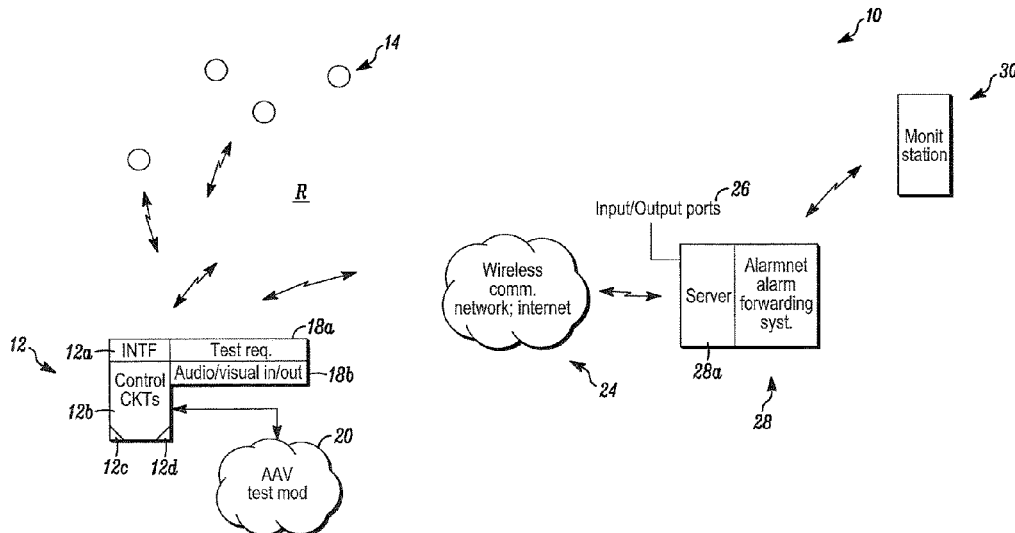 10
14
30
Monit
station
R
26
Input/Output ports
Wireless
comm.
network; internet
Server
Alarmnet
alarm
forwarding
syst.
28a
24
28
12
12a
INTF
Test req.
18a
Control
CKTs
Audio/visual in/out
18b
12b
12c
12d
20
AAV
test mod